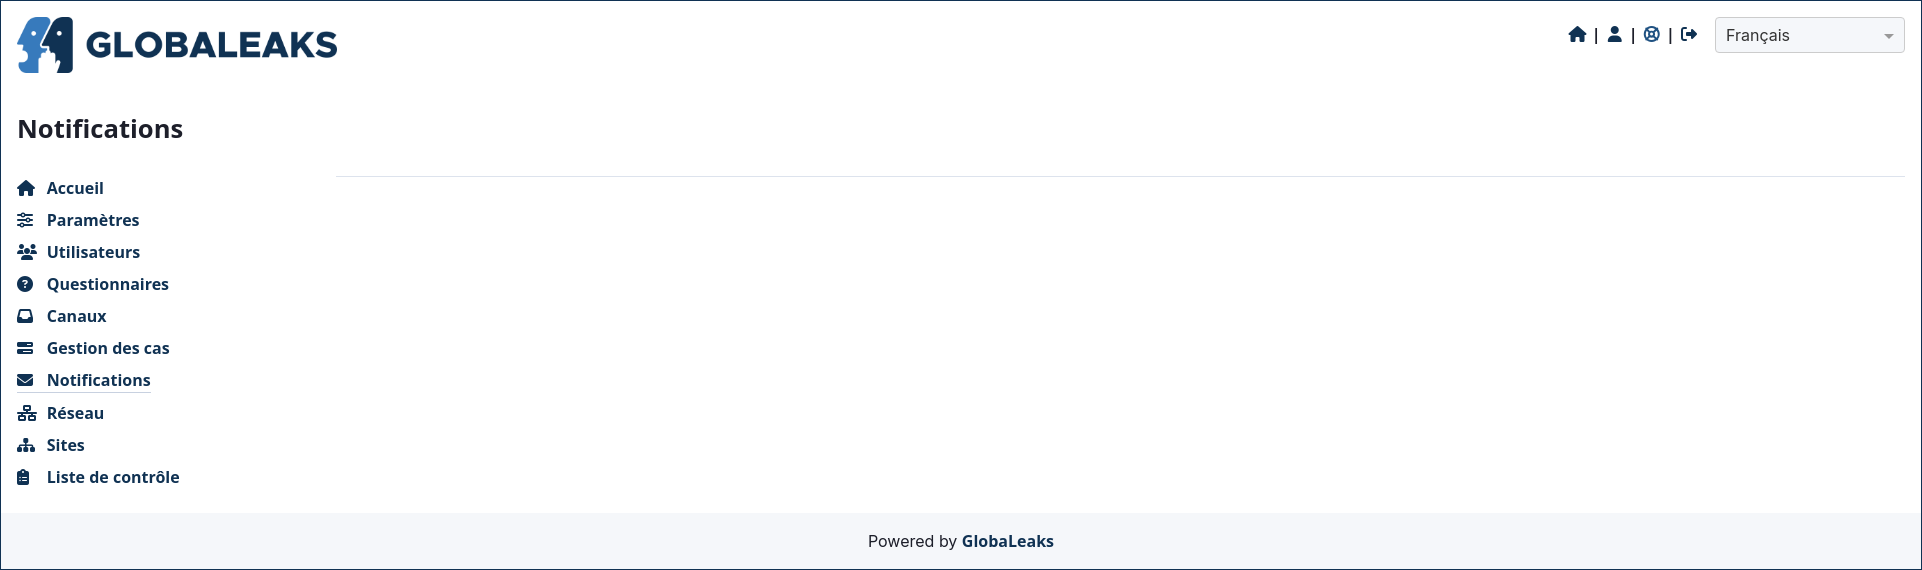 GLOBALEAKS
| | | Français
Notifications
Accueil
Paramètres
Utilisateurs
Questionnaires
Canaux
Gestion des cas
Notifications
Réseau
Sites
Liste de contrôle
Powered by GlobaLeaks